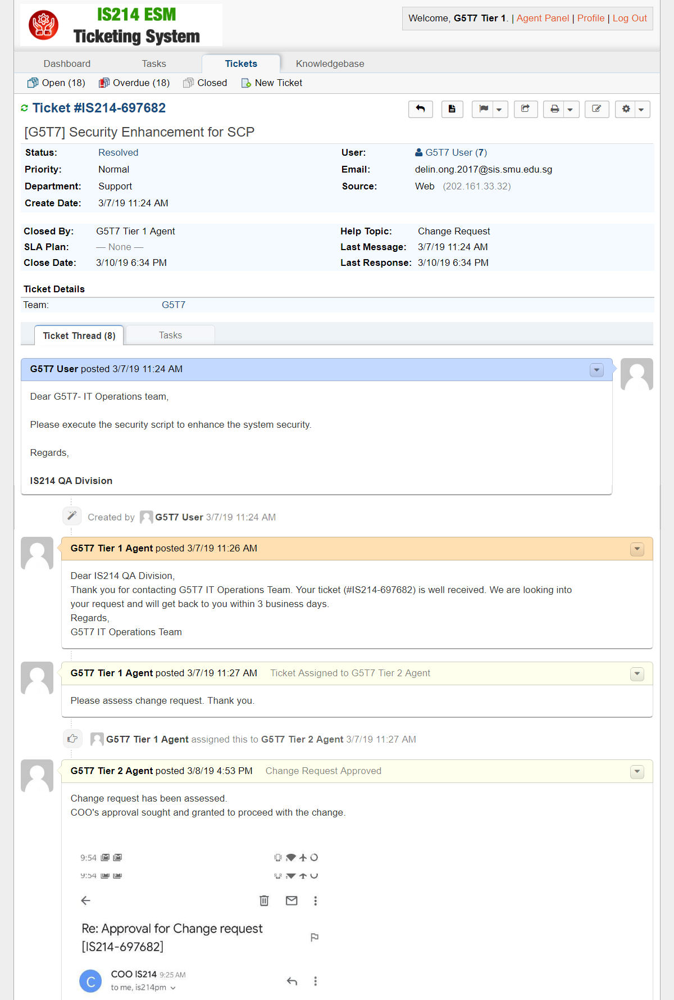 IS214 ESM
Ticketing System
Welcome, G5T7 Tier 1. | Agent Panel | Profile | Log Out
Dashboard Tasks Tickets Knowledgebase
Open (18) Overdue (18) Closed New Ticket
Ticket #IS214-697682
[G5T7] Security Enhancement for SCP
Status: Resolved User: G5T7 User (7)
Priority: Normal Email: delin.ong.2017@sis.smu.edu.sg
Department: Support Source: Web (202.161.33.32)
Create Date: 3/7/19 11:24 AM
Closed By: G5T7 Tier 1 Agent Help Topic: Change Request
SLA Plan: — None — Last Message: 3/7/19 11:24 AM
Close Date: 3/10/19 6:34 PM Last Response: 3/10/19 6:34 PM
Ticket Details
Team: G5T7
Ticket Thread (8) Tasks
G5T7 User posted 3/7/19 11:24 AM
Dear G5T7- IT Operations team,
Please execute the security script to enhance the system security.
Regards,
IS214 QA Division
Created by G5T7 User 3/7/19 11:24 AM
G5T7 Tier 1 Agent posted 3/7/19 11:26 AM
Dear IS214 QA Division,
Thank you for contacting G5T7 IT Operations Team. Your ticket (#IS214-697682) is well received. We are looking into
your request and will get back to you within 3 business days.
Regards,
G5T7 IT Operations Team
G5T7 Tier 1 Agent posted 3/7/19 11:27 AM Ticket Assigned to G5T7 Tier 2 Agent
Please assess change request. Thank you.
G5T7 Tier 1 Agent assigned this to G5T7 Tier 2 Agent 3/7/19 11:27 AM
G5T7 Tier 2 Agent posted 3/8/19 4:53 PM Change Request Approved
Change request has been assessed.
COO's approval sought and granted to proceed with the change.
9:54
9:54
Re: Approval for Change request
[IS214-697682]
C
COO IS214 9:25 AM
to me, is214pm